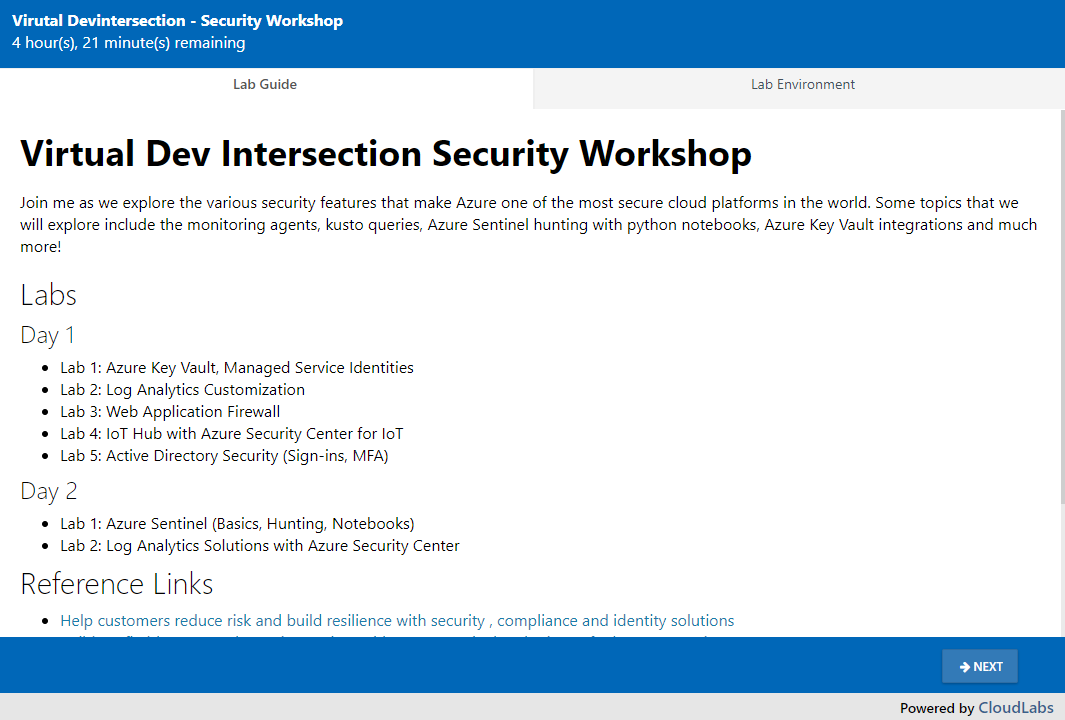 Virutal Devintersection - Security Workshop
4 hour(s), 21 minute(s) remaining
Lab Guide
Lab Environment
Virtual Dev Intersection Security Workshop
Join me as we explore the various security features that make Azure one of the most secure cloud platforms in the world. Some topics that we
will explore include the monitoring agents, kusto queries, Azure Sentinel hunting with python notebooks, Azure Key Vault integrations and much
more!
Labs
Day 1
Lab 1: Azure Key Vault, Managed Service Identities
Lab 2: Log Analytics Customization
Lab 3: Web Application Firewall
Lab 4: IoT Hub with Azure Security Center for IoT
Lab 5: Active Directory Security (Sign-ins, MFA)
Day 2
Lab 1: Azure Sentinel (Basics, Hunting, Notebooks)
Lab 2: Log Analytics Solutions with Azure Security Center
Reference Links
Help customers reduce risk and build resilience with security , compliance and identity solutions
NEXT
Powered by CloudLabs